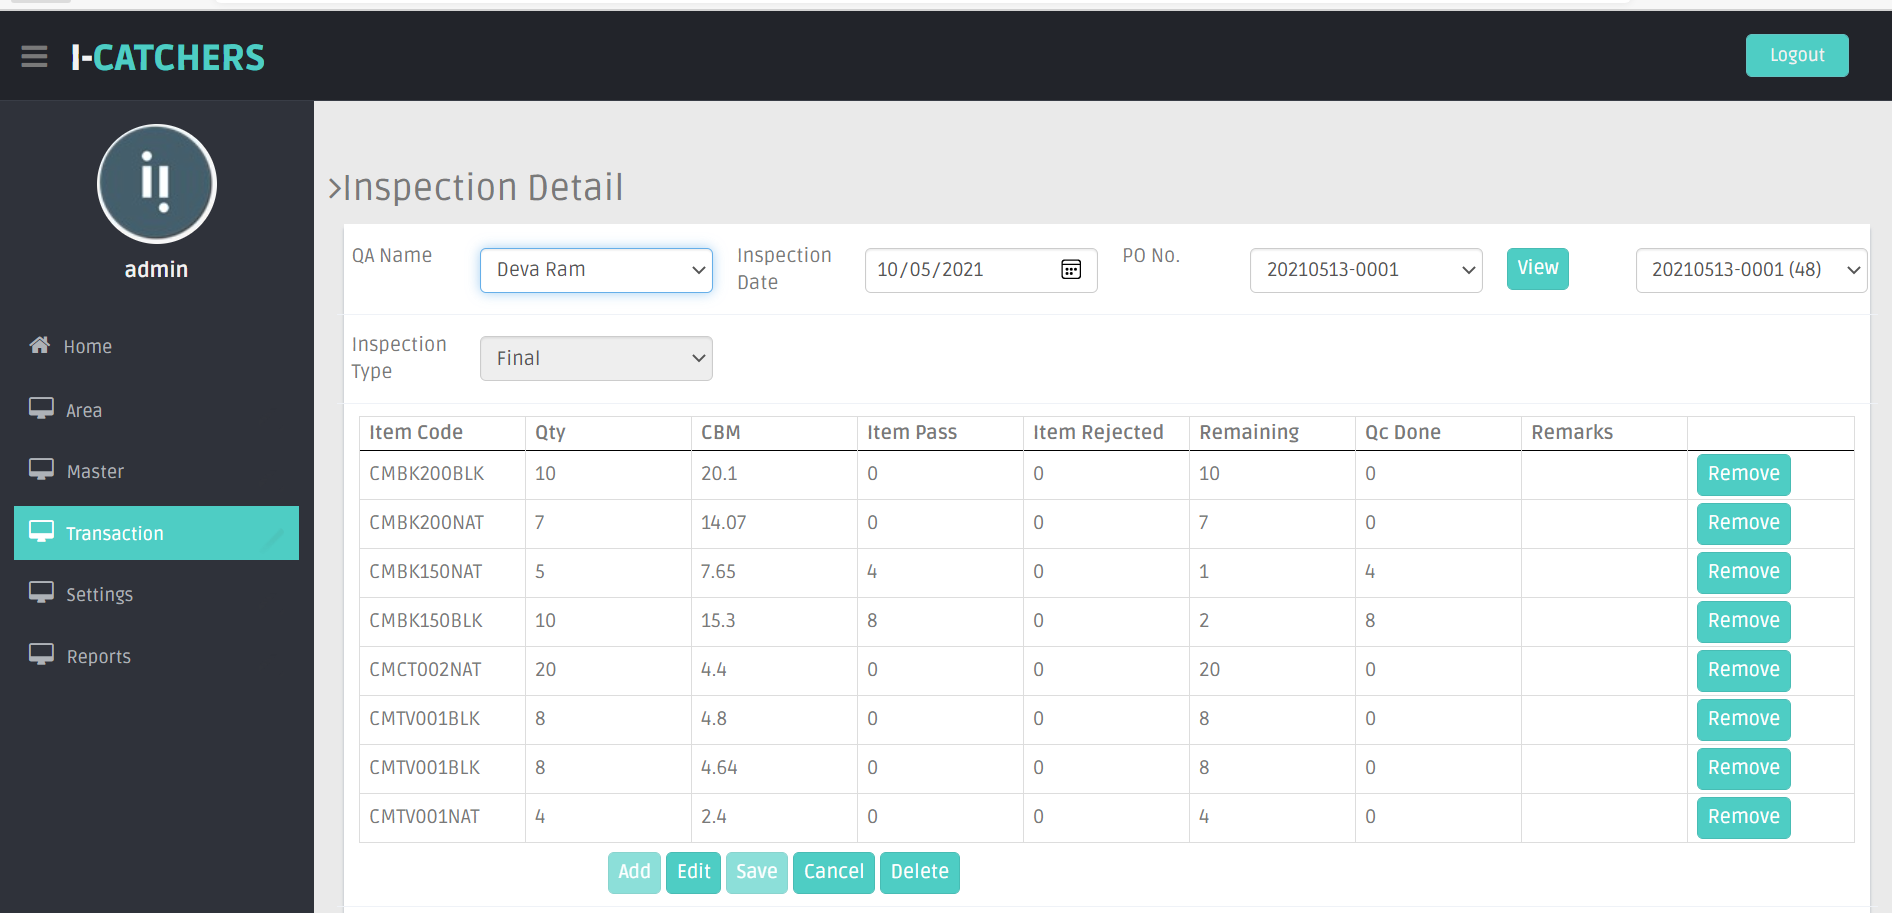 I-CATCHERS
Logout
admin
Home
Area
Master
Transaction
Settings
Reports
Inspection Detail
QA Name
Deva Ram
Inspection
Date
10/05/2021
PO No.
20210513-0001
View
20210513-0001 (48)
Inspection
Type
Final
Item Code Qty CBM Item Pass Item Rejected Remaining Qc Done Remarks
CMBK200BLK 10 20.1 0 0 10 0 Remove
CMBK200NAT 7 14.07 0 0 7 0 Remove
CMBK150NAT 5 7.65 4 0 1 4 Remove
CMBK150BLK 10 15.3 8 0 2 8 Remove
CMCT002NAT 20 4.4 0 0 20 0 Remove
CMTV001BLK 8 4.8 0 0 8 0 Remove
CMTV001BLK 8 4.64 0 0 8 0 Remove
CMTV001NAT 4 2.4 0 0 4 0 Remove
Add Edit Save Cancel Delete